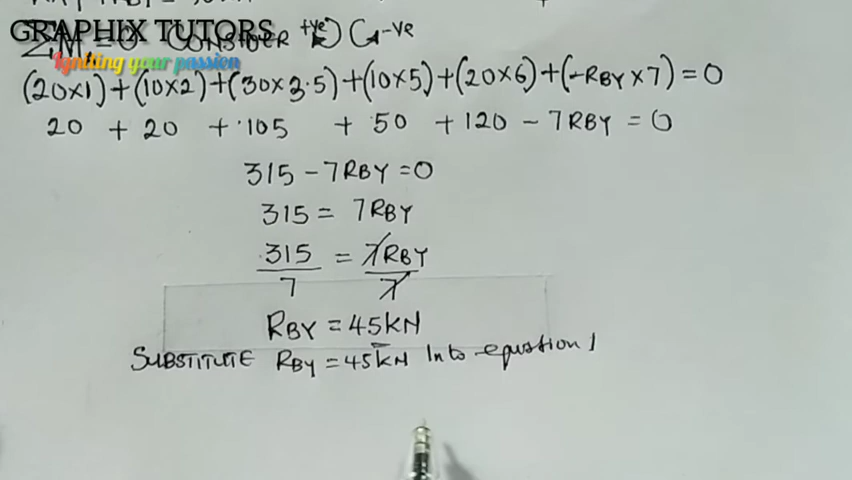 GRAPHIX TUTORS
ΣM = 0 CONSIDER +ve -ve
Igniting your passion
(20×1)+(10×2)+(30×3.5)+(10×5)+(20×6)+(-RBY×7)=0
20 + 20 + 105 + 50 + 120 - 7RBY = 0
315 - 7RBY = 0
315 = 7RBY
315/7 = 7RBY/7
RBY = 45KN
SUBSTITUTE RBY = 45KN Into equation 1